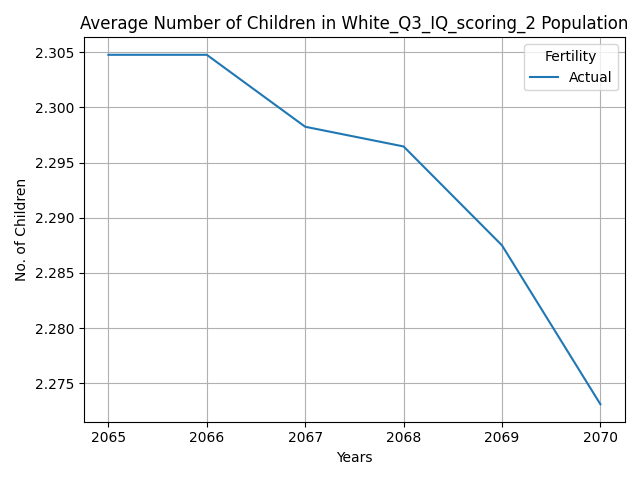 Average Number of Children in White_Q3_IQ_scoring_2 Population
2.305
2.300
2.295
2.290
2.285
2.280
2.275
No. of Children
Fertility
Actual
2065 2066 2067 2068 2069 2070
Years